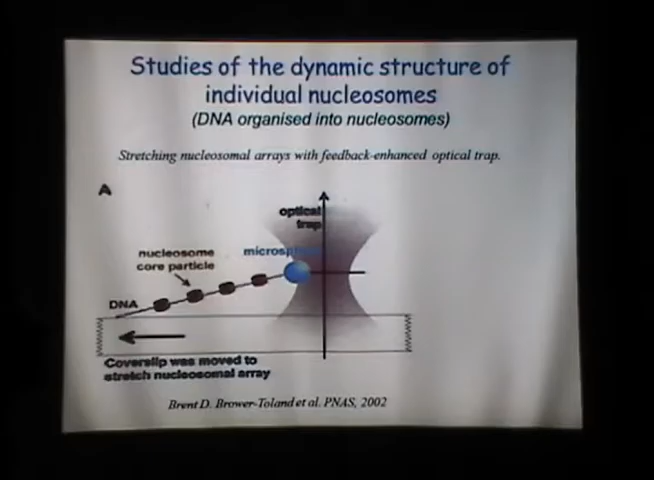 Studies of the dynamic structure of
individual nucleosomes
(DNA organised into nucleosomes)
Stretching nucleosomal arrays with feedback-enhanced optical trap.
A
optical
trap
nucleosome
core particle
DNA
Coverslip was moved to
stretch nucleosomal array
Brent D. Brower-Toland et al. PNAS, 2002